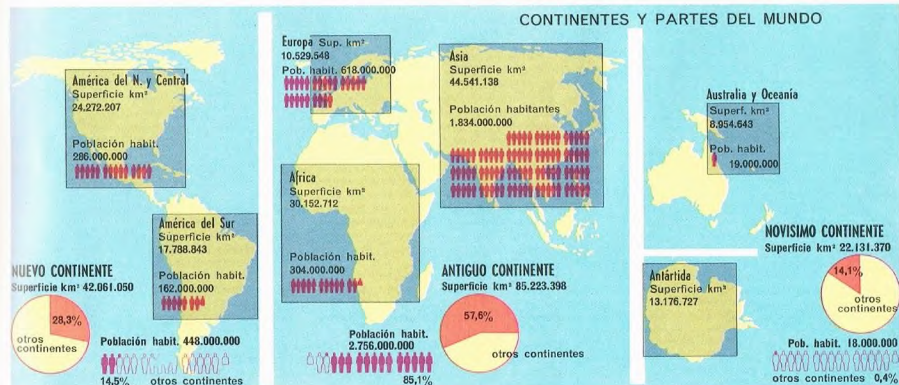 CONTINENTES Y PARTES DEL MUNDO
América del N. y Central
Superficie km²
24.272.207
Población habit.
286.000.000
América del Sur
Superficie km²
17.788.843
Población habit.
162.000.000
NUEVO CONTINENTE
Superficie km² 42.061.050
28,3%
otros
continentes
Población habit. 448.000.000
14,5% otros continentes
Europa Sup. km²
10.529.548
Pob. habit. 618.000.000
Asia
Superficie km²
44.541.138
Población habitantes
1.834.000.000
Africa
Superficie km²
30.152.712
Población habit.
304.000.000
ANTIGUO CONTINENTE
Superficie km² 85.223.398
57,6%
otros continentes
Población habit.
2.756.000.000
85,1%
Australia y Oceanía
Superf. km²
8.954.643
Pob. habit.
19.000.000
NOVISIMO CONTINENTE
Superficie km² 22.131.370
Antártida
Superficie km²
13.176.727
14,1%
otros
continentes
Pob. habit. 18.000.000
otros continentes 0,4%